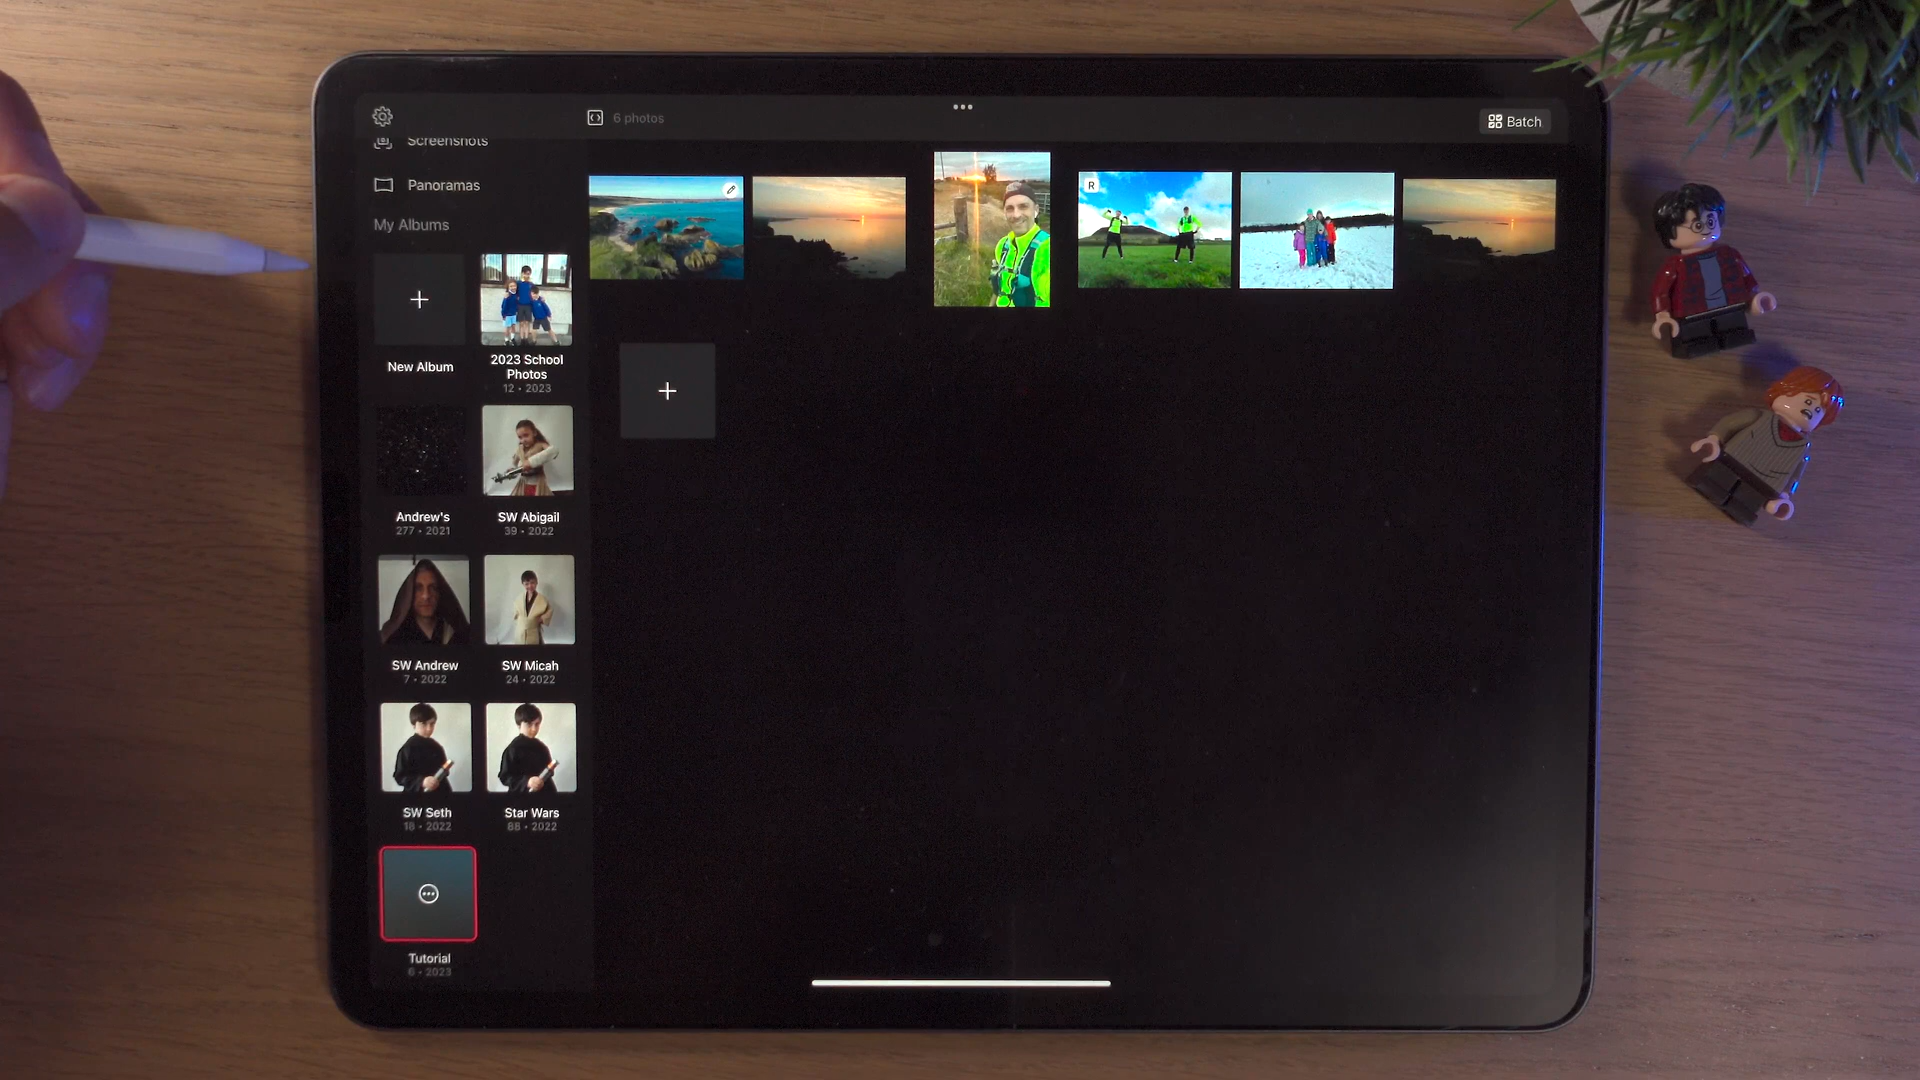 6 photos
Batch
Screenshots
Panoramas
My Albums
New Album
2023 School
Photos
12 • 2023
Andrew's
277 • 2021
SW Abigail
39 • 2022
SW Andrew
7 • 2022
SW Micah
24 • 2022
SW Seth
18 • 2022
Star Wars
88 • 2022
Tutorial
6 • 2023
R